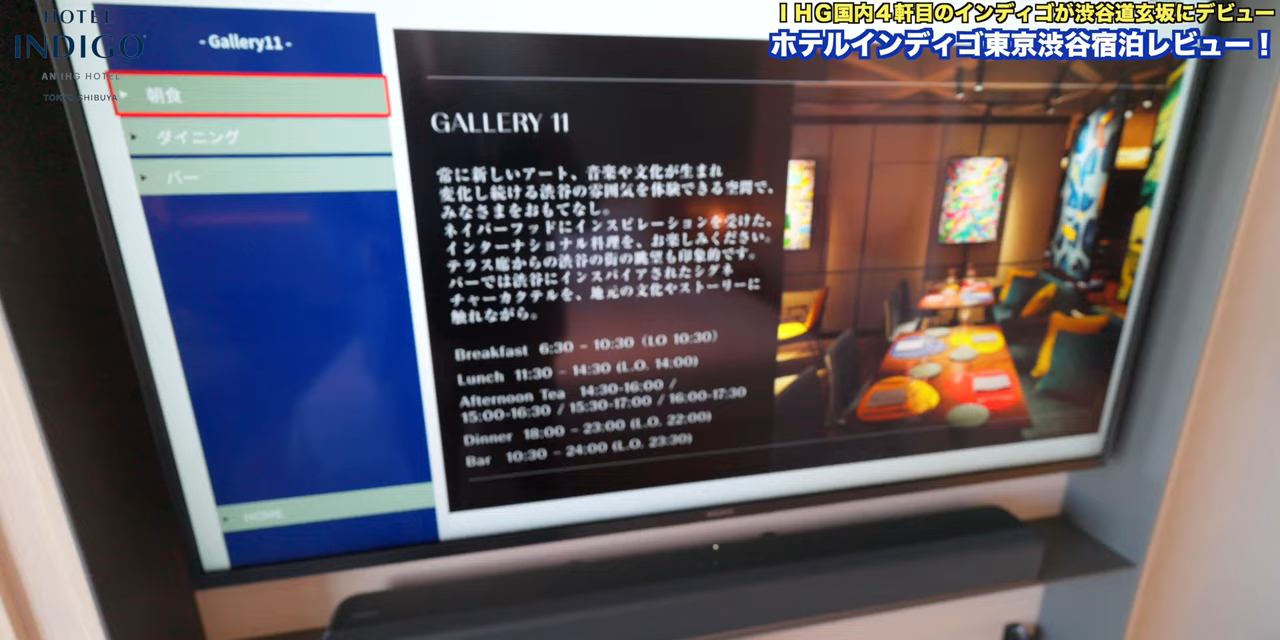 HOTEL
INDIGO
AN IHG HOTEL
TOKYO SHIBUYA
IHG国内4軒目のインディゴが渋谷道玄坂にデビュー
ホテルインディゴ東京渋谷宿泊レビュー!
- Gallery11 -
朝食
ダイニング
バー
HOME
GALLERY 11
常に新しいアート、音楽や文化が生まれ
変化し続ける渋谷の雰囲気を体験できる空間で、
みなさまをおもてなし。
ネイバーフッドにインスピレーションを受けた、
インターナショナル料理を、お楽しみください。
テラス席からの渋谷の街の眺望も印象的です。
バーでは渋谷にインスパイアされたシグネ
チャーカクテルを、地元の文化やストーリーに
触れながら。
Breakfast 6:30 - 10:30 (LO 10:30)
Lunch 11:30 - 14:30 (L.O. 14:00)
Afternoon Tea 14:30-16:00 /
15:00-16:30 / 15:30-17:00 / 16:00-17:30
Dinner 18:00 - 23:00 (L.O. 22:00)
Bar 10:30 - 24:00 (L.O. 23:30)